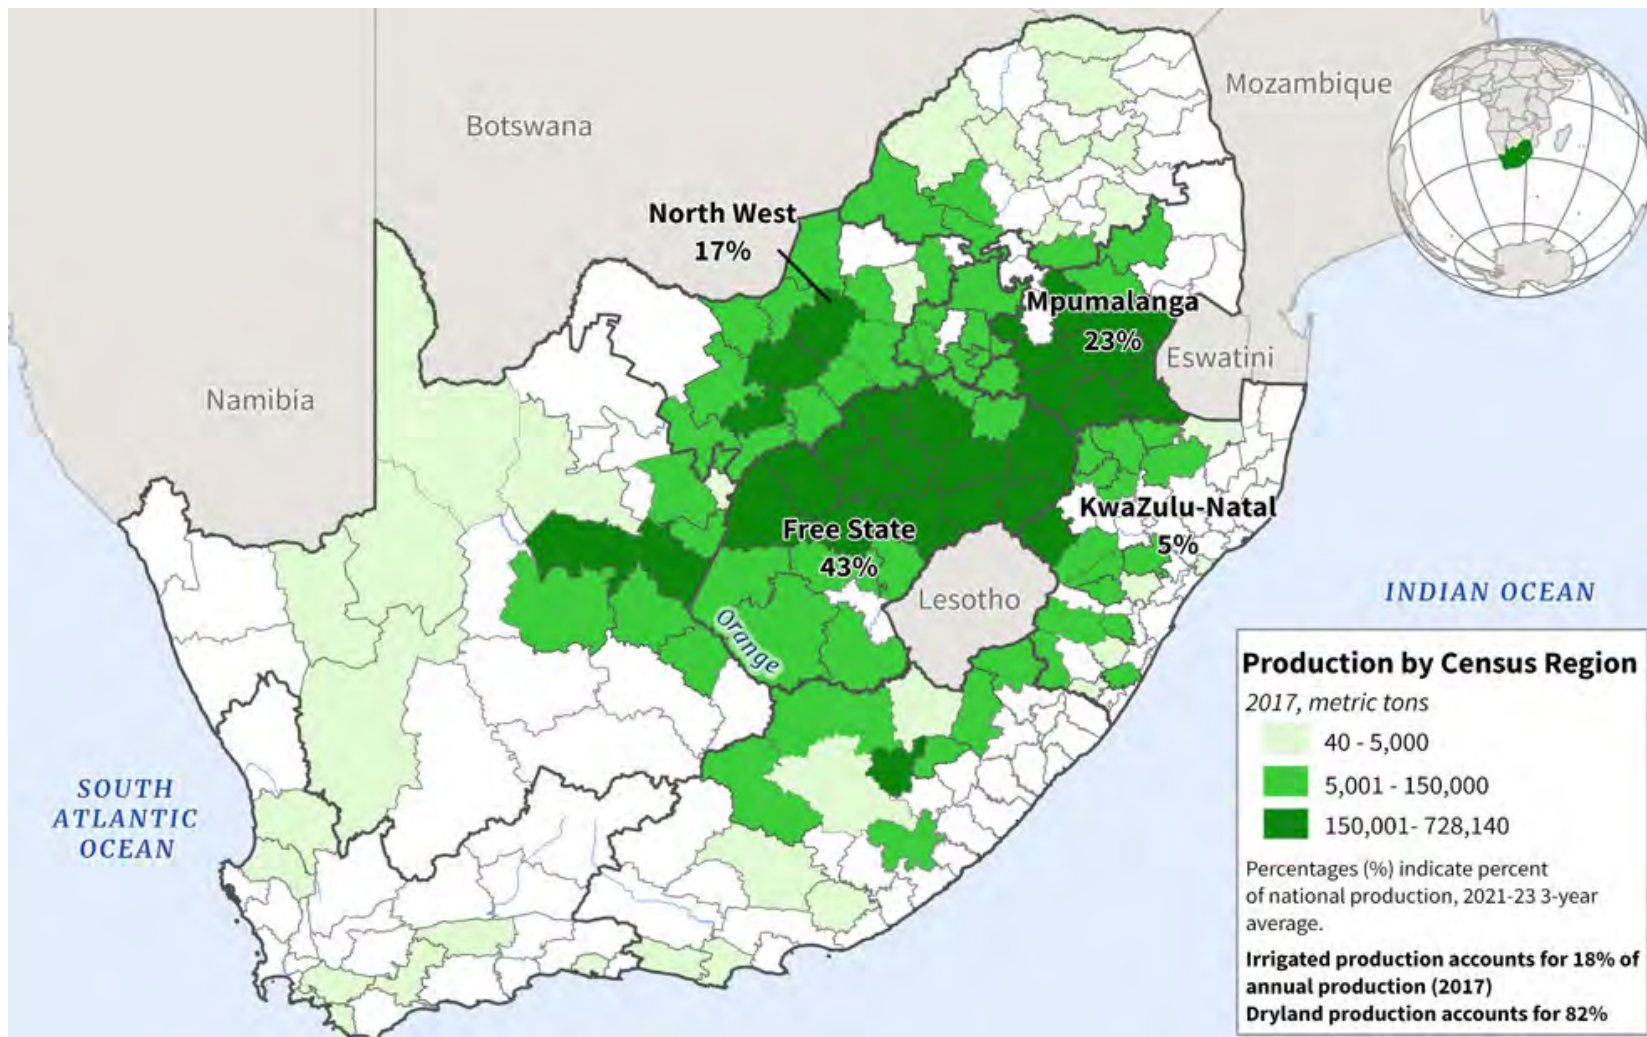 Botswana
Mozambique
North West
17%
Mpumalanga
23%
Eswatini
Namibia
KwaZulu-Natal
5%
Free State
43%
Lesotho
Orange
INDIAN OCEAN
SOUTH
ATLANTIC
OCEAN
Production by Census Region
2017, metric tons
40 - 5,000
5,001 - 150,000
150,001- 728,140
Percentages (%) indicate percent
of national production, 2021-23 3-year
average.
Irrigated production accounts for 18% of
annual production (2017)
Dryland production accounts for 82%